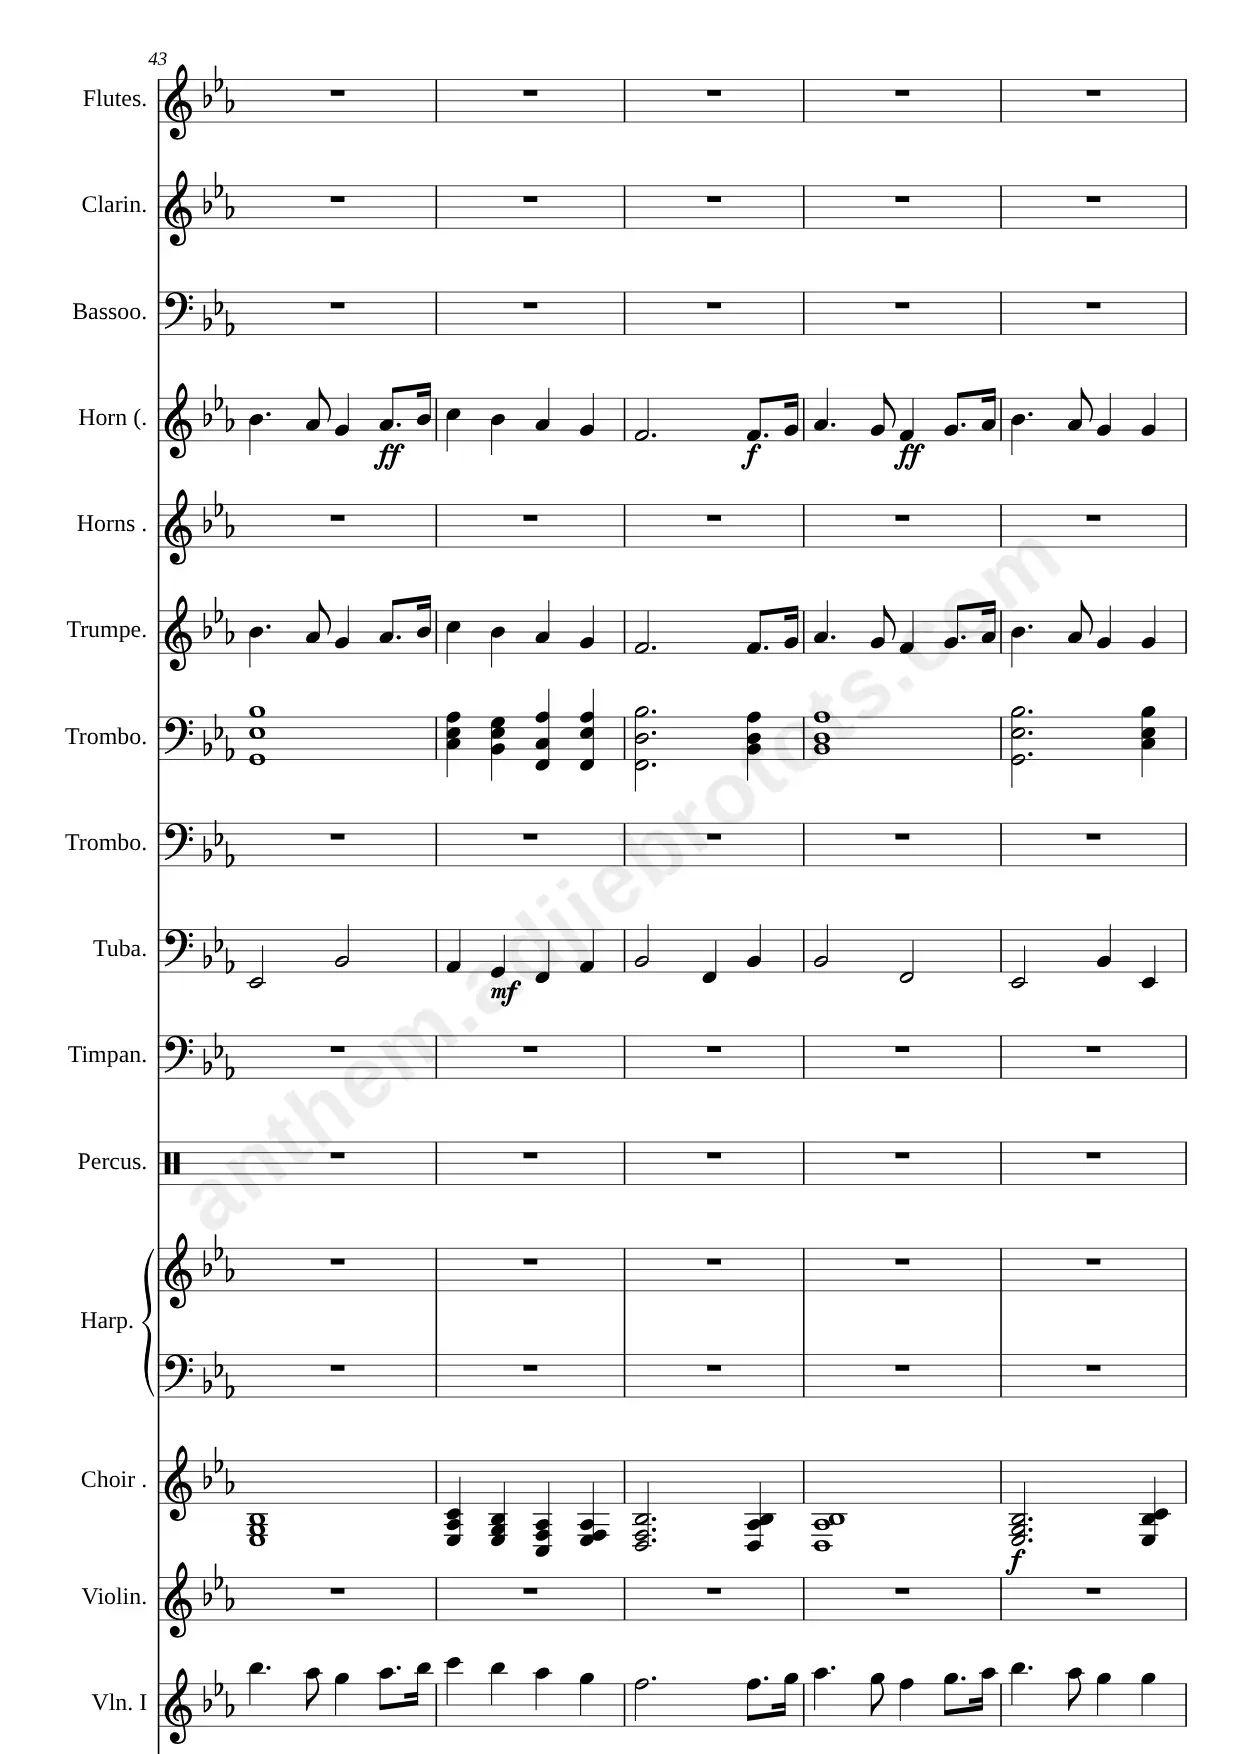 43
Flutes.
Clarin.
Bassoo.
Horn (.
ff
f
ff
Horns .
Trumpe.
Trombo.
Trombo.
Tuba.
mf
Timpan.
Percus.
Harp.
Choir .
f
Violin.
Vln. I
anthem.adjiebrotots.com